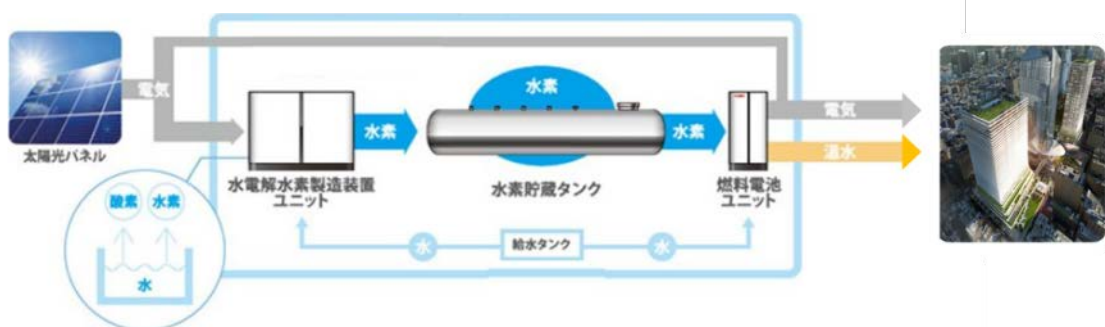 電気
太陽光パネル
水電解水素製造装置
ユニット
水素
水素
水素貯蔵タンク
水素
燃料電池
ユニット
電気
温水
酸素
水素
水
水
給水タンク
水